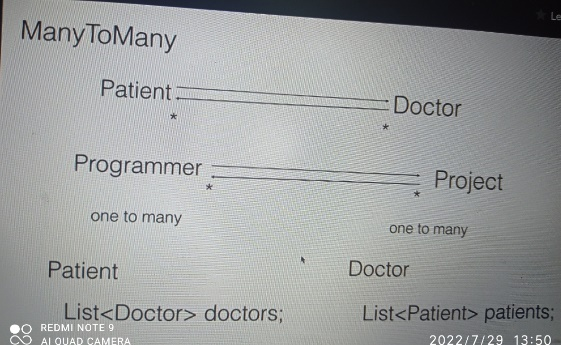 Le
ManyToMany
Patient Doctor
* *
Programmer Project
* *
one to many one to many
Patient Doctor
List<Doctor> doctors; List<Patient> patients;
REDMI NOTE 9
AI QUAD CAMERA
2022/7/29 13:50